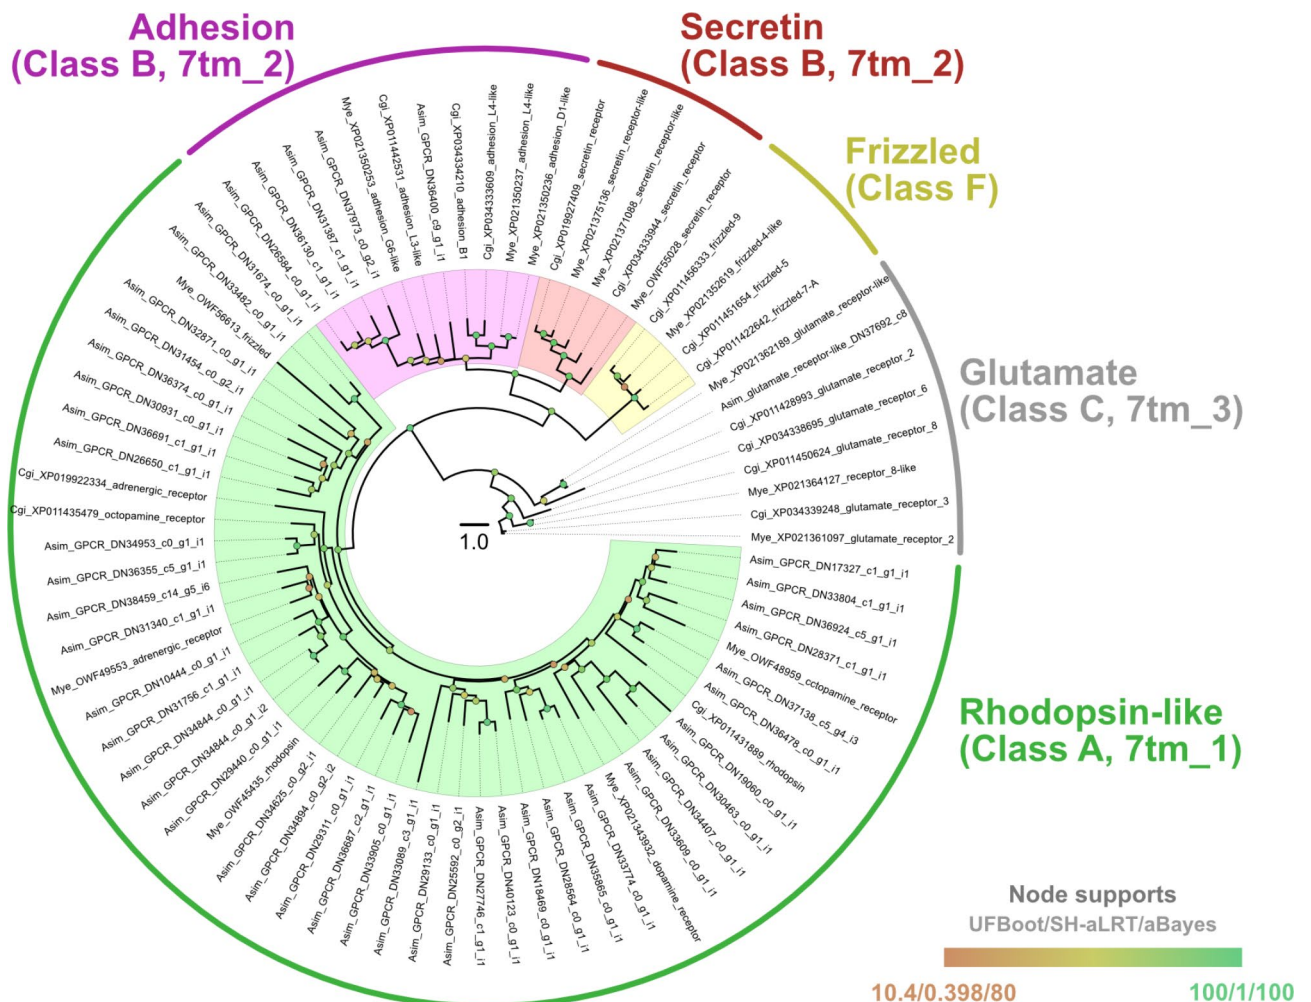 Adhesion
(Class B, 7tm_2)
Secretin
(Class B, 7tm_2)
Frizzled
(Class F)
Glutamate
(Class C, 7tm_3)
Rhodopsin-like
(Class A, 7tm_1)
Mye_OWF56613_frizzled
Asim_GPCR_DN33482_c0_g1_i1
Asim_GPCR_DN31674_c0_g1_i1
Asim_GPCR_DN26584_c0_g1_i1
Asim_GPCR_DN36130_c1_g1_i1
Asim_GPCR_DN31387_c1_g1_i1
Asim_GPCR_DN37973_c0_g2_i1
Mye_XP021350253_adhesion_G6-like
Cgi_XP011442531_adhesion_L3-like
Asim_GPCR_DN36400_c9_g1_i1
Cgi_XP034334210_adhesion_B1
Cgi_XP034333609_adhesion_L4-like
Mye_XP021350237_adhesion_L4-like
Mye_XP021350236_adhesion_D1-like
Cgi_XP019927409_secretin_receptor
Mye_XP021375136_secretin_receptor-like
Mye_XP021371088_secretin_receptor-like
Cgi_XP034333944_secretin_receptor
Mye_OWF55028_secretin_receptor
Cgi_XP011456333_frizzled-9
Mye_XP021352619_frizzled-4-like
Cgi_XP011451654_frizzled-5
Cgi_XP011422642_frizzled-7-A
Mye_XP021362189_glutamate_receptor-like
Asim_glutamate_receptor-like_DN37692_c8
Cgi_XP011428993_glutamate_receptor_2
Cgi_XP034338695_glutamate_receptor_6
Cgi_XP011450624_glutamate_receptor_8
Mye_XP021364127_receptor_8-like
Cgi_XP034339248_glutamate_receptor_3
Mye_XP021361097_glutamate_receptor_2
Asim_GPCR_DN17327_c1_g1_i1
Asim_GPCR_DN33804_c1_g1_i1
Asim_GPCR_DN36924_c5_g1_i1
Asim_GPCR_DN28371_c1_g1_i1
Mye_OWF48959_octopamine_receptor
Asim_GPCR_DN37138_c5_g4_i3
Asim_GPCR_DN36478_c0_g1_i1
Cgi_XP011431889_rhodopsin
Asim_GPCR_DN19060_c0_g1_i1
Asim_GPCR_DN30463_c0_g1_i1
Asim_GPCR_DN34407_c0_g1_i1
Asim_GPCR_DN33609_c0_g1_i1
Mye_XP021343932_dopamine_receptor
Asim_GPCR_DN33774_c0_g1_i1
Asim_GPCR_DN35865_c0_g1_i1
Asim_GPCR_DN28564_c0_g1_i1
Asim_GPCR_DN18469_c0_g1_i1
Asim_GPCR_DN40123_c0_g1_i1
Asim_GPCR_DN27746_c1_g1_i1
Asim_GPCR_DN25592_c0_g2_i1
Asim_GPCR_DN29133_c0_g1_i1
Asim_GPCR_DN33089_c3_g1_i1
Asim_GPCR_DN33905_c0_g1_i1
Asim_GPCR_DN36687_c2_g1_i1
Asim_GPCR_DN29311_c0_g1_i1
Asim_GPCR_DN34894_c0_g2_i2
Asim_GPCR_DN34625_c0_g2_i1
Mye_OWF45435_rhodopsin
Asim_GPCR_DN29440_c0_g1_i1
Asim_GPCR_DN34844_c0_g1_i2
Asim_GPCR_DN34844_c0_g1_i1
Asim_GPCR_DN31756_c1_g1_i1
Asim_GPCR_DN10444_c0_g1_i1
Mye_OWF49553_adrenergic_receptor
Asim_GPCR_DN31340_c1_g1_i1
Asim_GPCR_DN38459_c14_g5_i6
Asim_GPCR_DN36355_c5_g1_i1
Asim_GPCR_DN34953_c0_g1_i1
Cgi_XP011435479_octopamine_receptor
Cgi_XP019922334_adrenergic_receptor
Asim_GPCR_DN26650_c1_g1_i1
Asim_GPCR_DN36691_c1_g1_i1
Asim_GPCR_DN30931_c0_g1_i1
Asim_GPCR_DN36374_c0_g1_i1
Asim_GPCR_DN31454_c0_g2_i1
Asim_GPCR_DN32871_c0_g1_i1
1.0
Node supports
UFBoot/SH-aLRT/aBayes
10.4/0.398/80
100/1/100